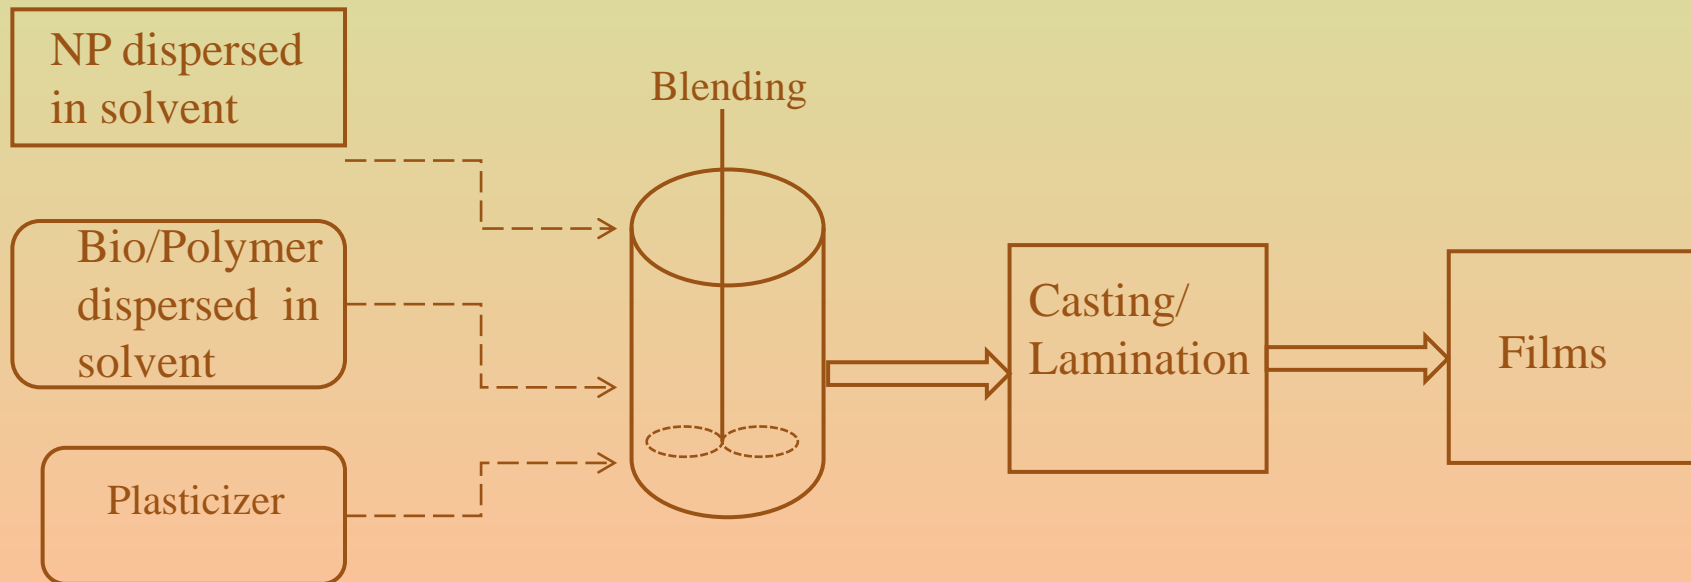 NP dispersed
in solvent
Blending
Bio/Polymer
dispersed in
solvent
Casting/
Lamination
Films
Plasticizer